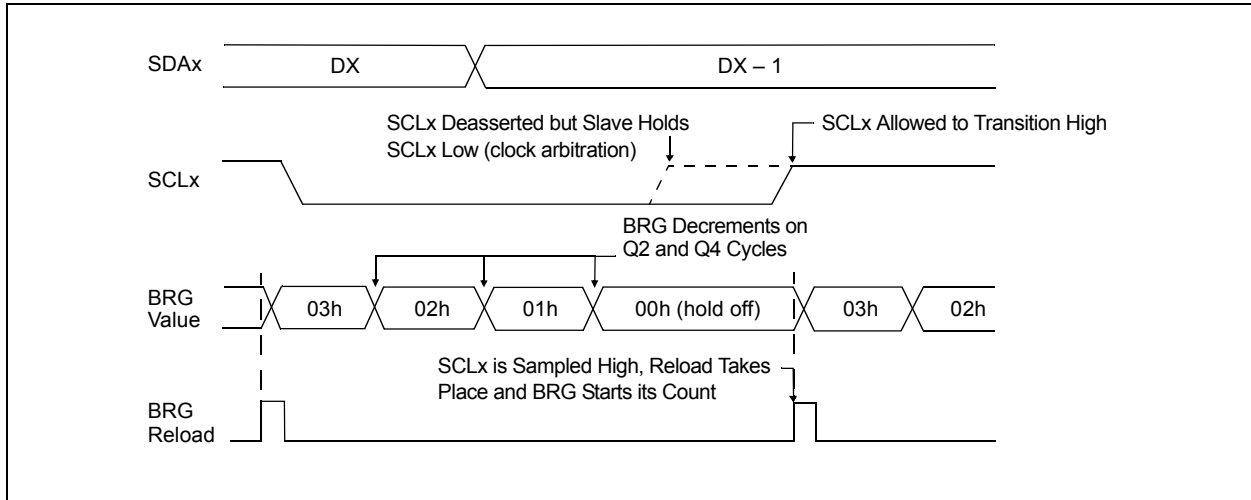 SDAx
DX
DX – 1
SCLx Deasserted but Slave Holds
SCLx Low (clock arbitration)
SCLx Allowed to Transition High
SCLx
BRG Decrements on
Q2 and Q4 Cycles
BRG
Value
03h
02h
01h
00h (hold off)
03h
02h
SCLx is Sampled High, Reload Takes
Place and BRG Starts its Count
BRG
Reload